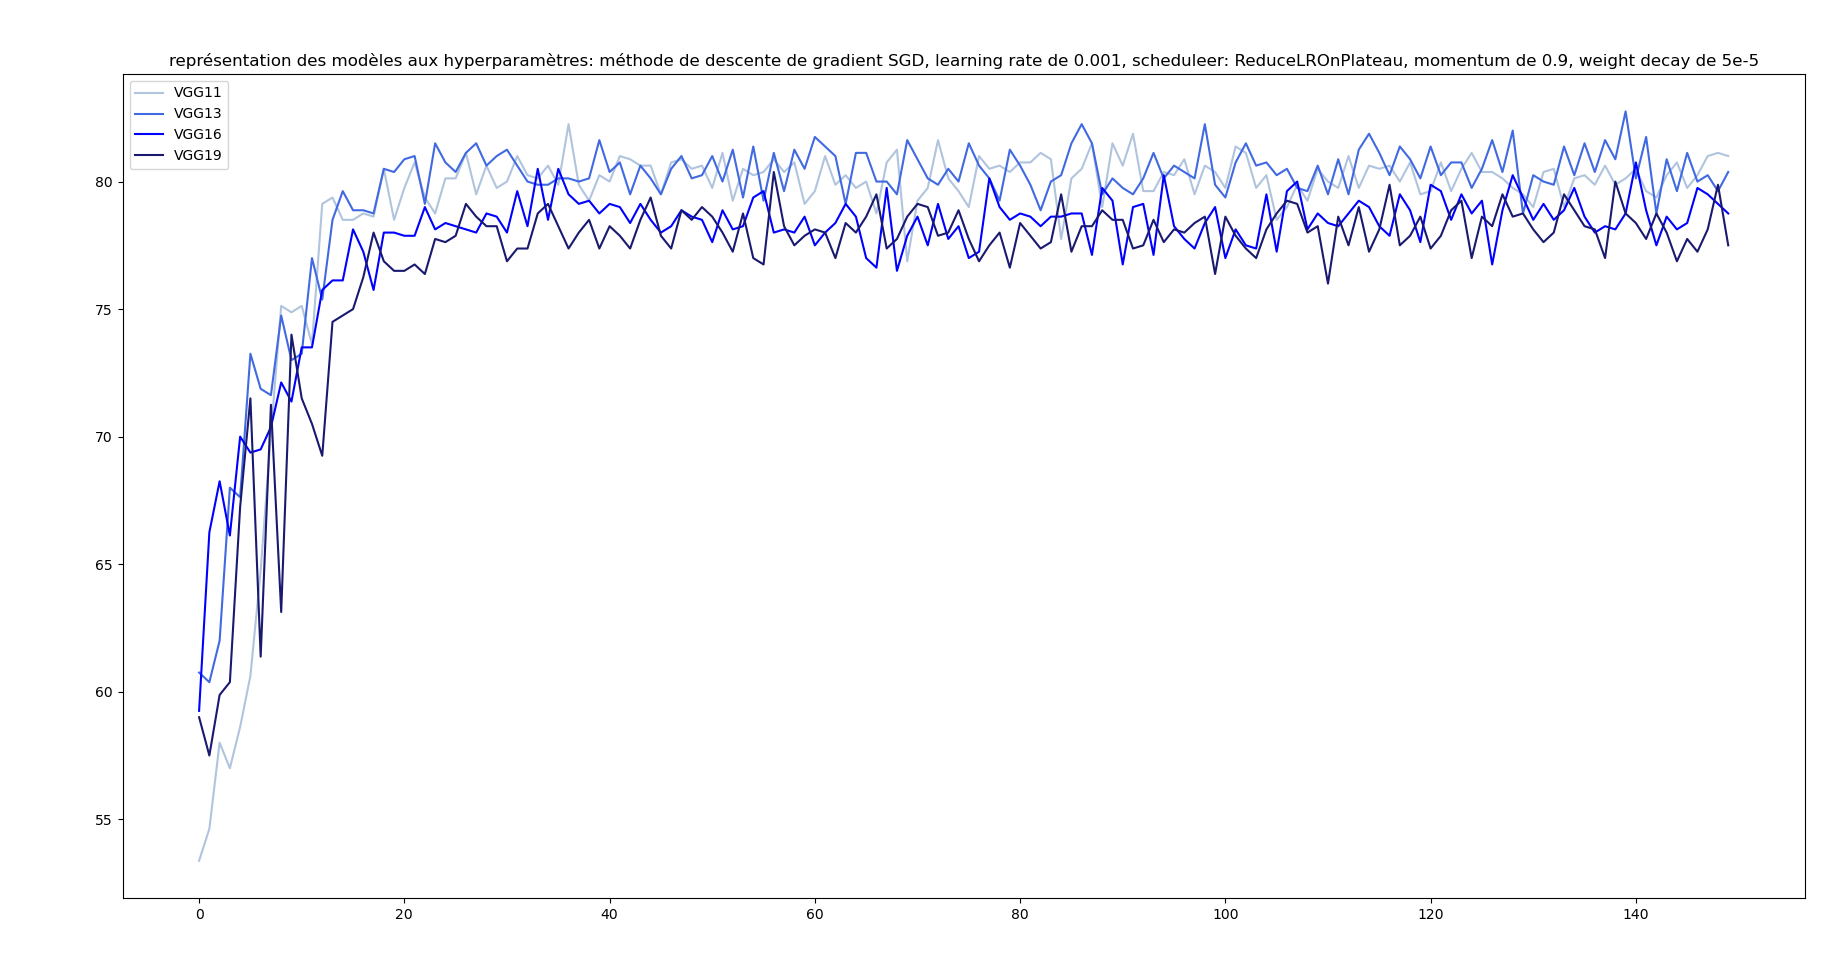 représentation des modèles aux hyperparamètres: méthode de descente de gradient SGD, learning rate de 0.001, scheduleer: ReduceLROnPlateau, momentum de 0.9, weight decay de 5e-5
VGG11
VGG13
VGG16
VGG19
80
75
70
65
60
55
0 20 40 60 80 100 120 140